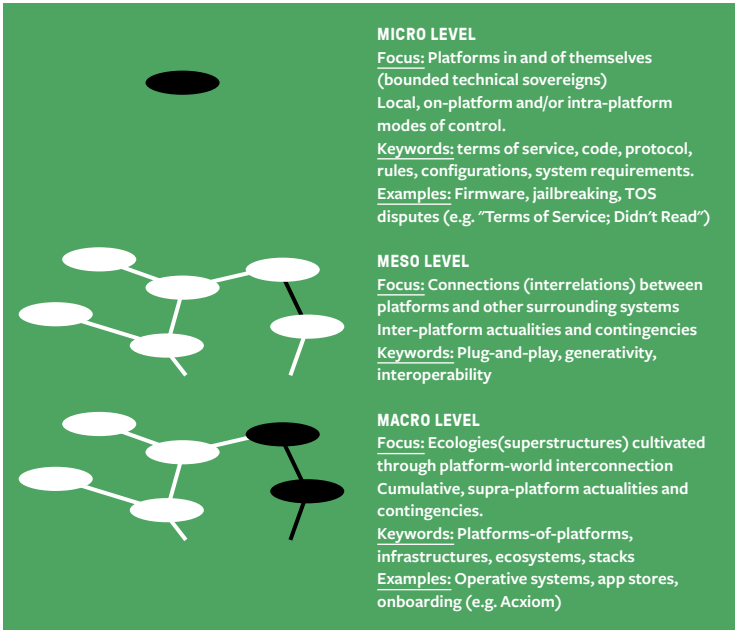 MICRO LEVEL
Focus: Platforms in and of themselves
(bounded technical sovereigns)
Local, on-platform and/or intra-platform
modes of control.
Keywords: terms of service, code, protocol,
rules, configurations, system requirements.
Examples: Firmware, jailbreaking, TOS
disputes (e.g. "Terms of Service; Didn't Read")
MESO LEVEL
Focus: Connections (interrelations) between
platforms and other surrounding systems
Inter-platform actualities and contingencies
Keywords: Plug-and-play, generativity,
interoperability
MACRO LEVEL
Focus: Ecologies(superstructures) cultivated
through platform-world interconnection
Cumulative, supra-platform actualities and
contingencies.
Keywords: Platforms-of-platforms,
infrastructures, ecosystems, stacks
Examples: Operative systems, app stores,
onboarding (e.g. Acxiom)